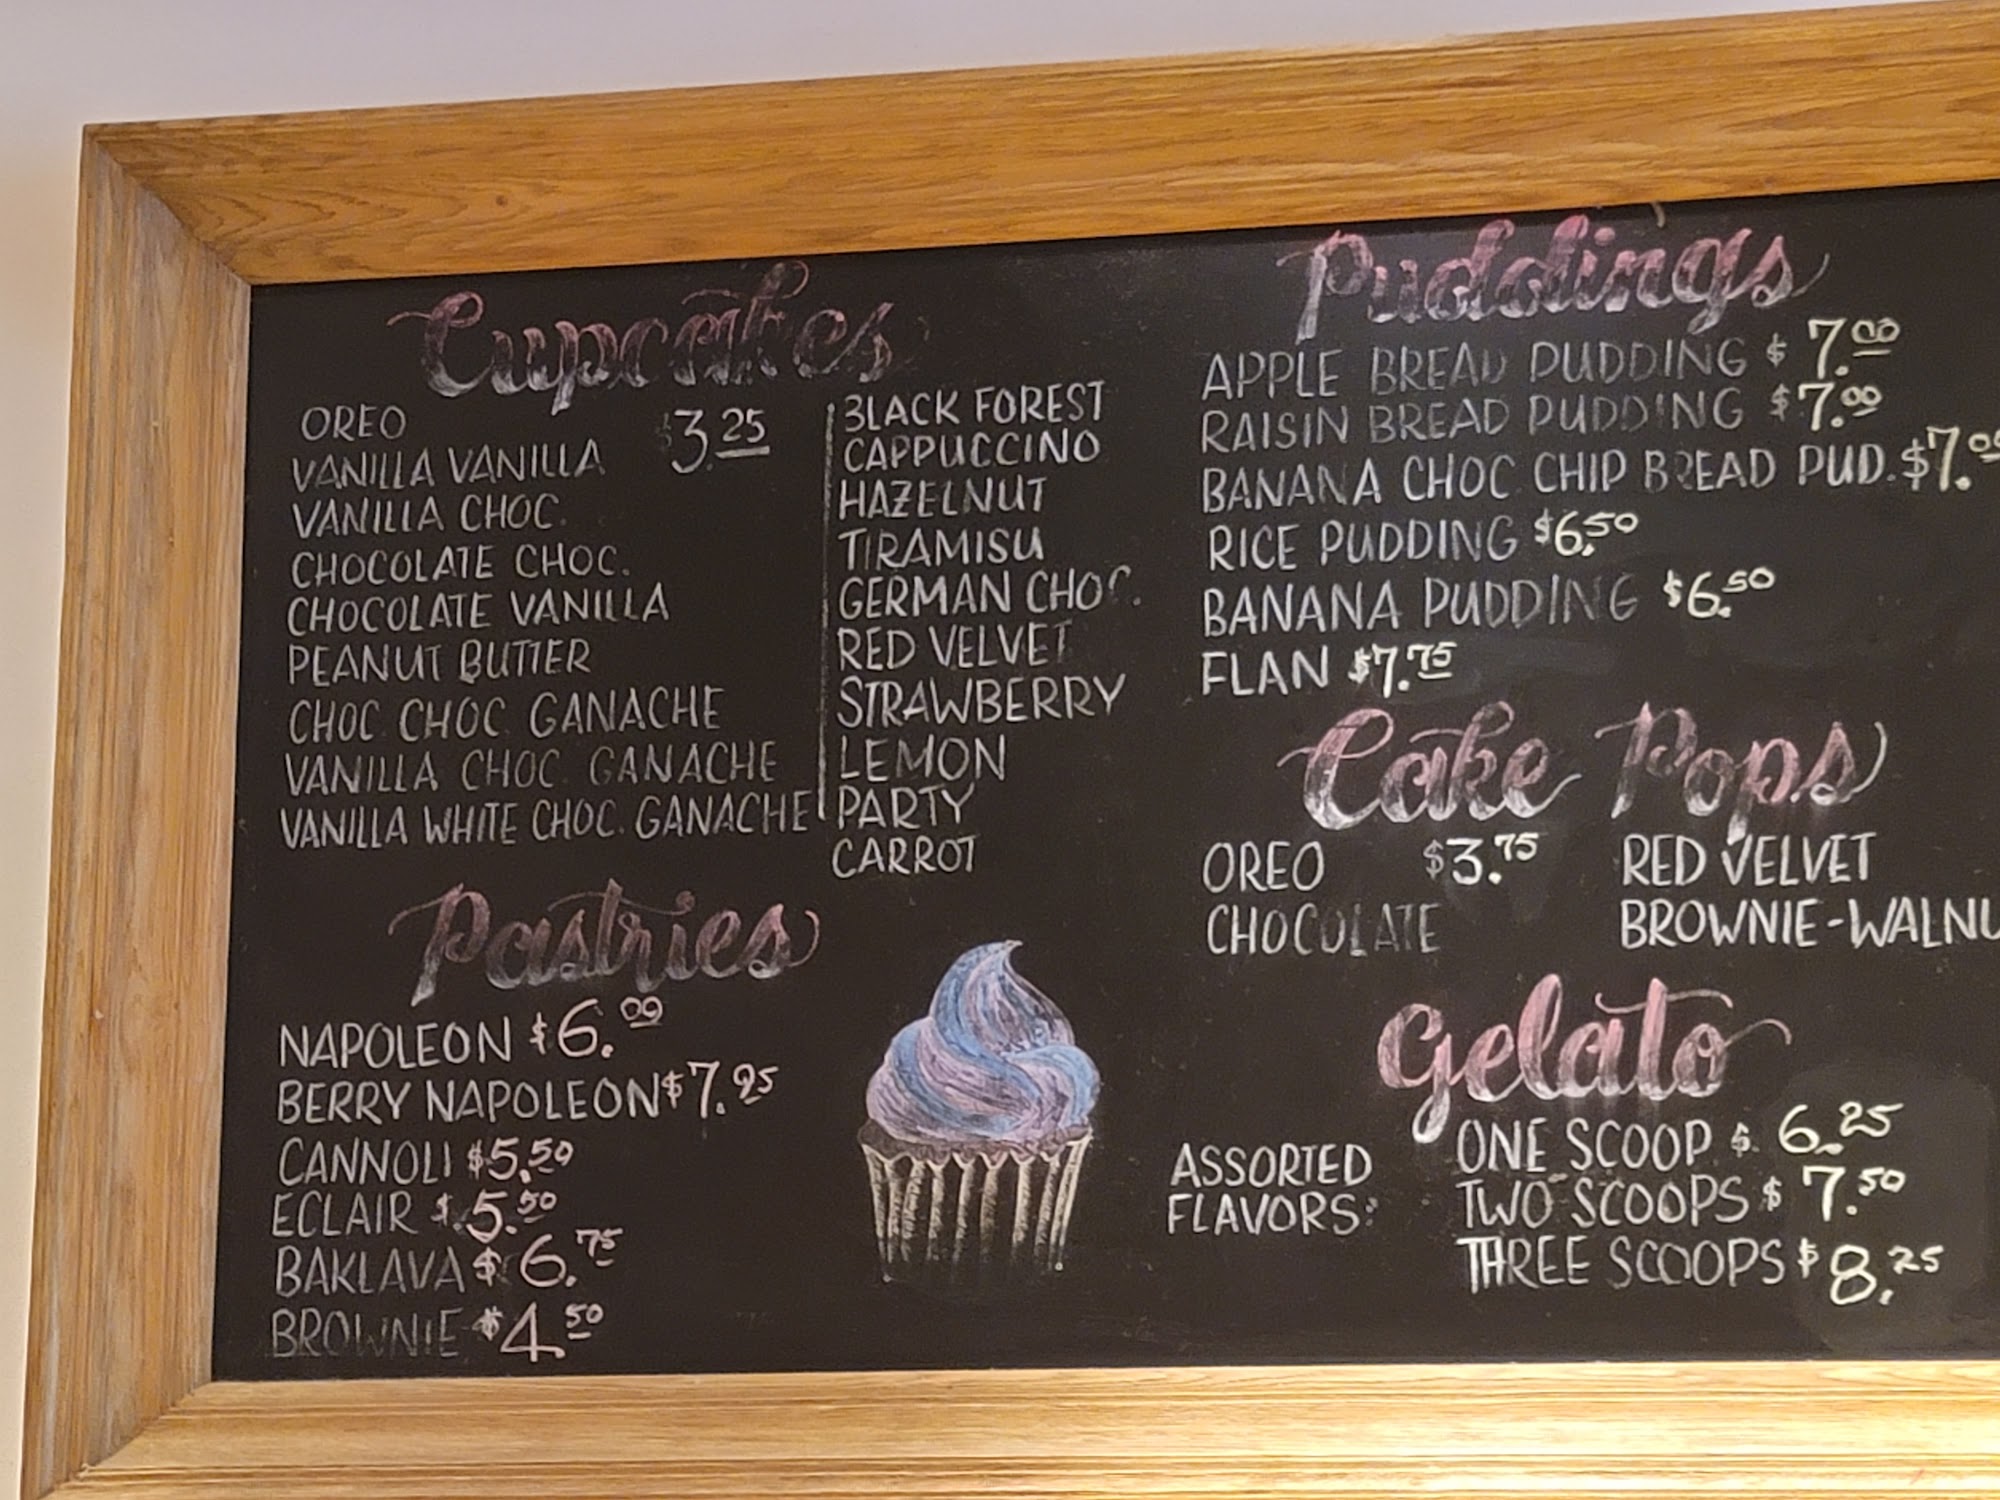 Cupcakes
OREO $3.25
VANILLA VANILLA
VANILLA CHOC.
CHOCOLATE CHOC.
CHOCOLATE VANILLA
PEANUT BUTTER
CHOC. CHOC. GANACHE
VANILLA CHOC. GANACHE
VANILLA WHITE CHOC. GANACHE
BLACK FOREST
CAPPUCCINO
HAZELNUT
TIRAMISU
GERMAN CHOC.
RED VELVET
STRAWBERRY
LEMON
PARTY
CARROT
Pastries
NAPOLEON $6.00
BERRY NAPOLEON $7.25
CANNOLI $5.50
ECLAIR $5.50
BAKLAVA $6.75
BROWNIE $4.50
Puddings
APPLE BREAD PUDDING $7.00
RAISIN BREAD PUDDING $7.00
BANANA CHOC. CHIP BREAD PUD. $7.00
RICE PUDDING $6.50
BANANA PUDDING $6.50
FLAN $7.75
Cake Pops
OREO $3.75 RED VELVET
CHOCOLATE BROWNIE-WALNU
Gelato
ASSORTED
FLAVORS:
ONE SCOOP $6.25
TWO SCOOPS $7.50
THREE SCOOPS $8.25